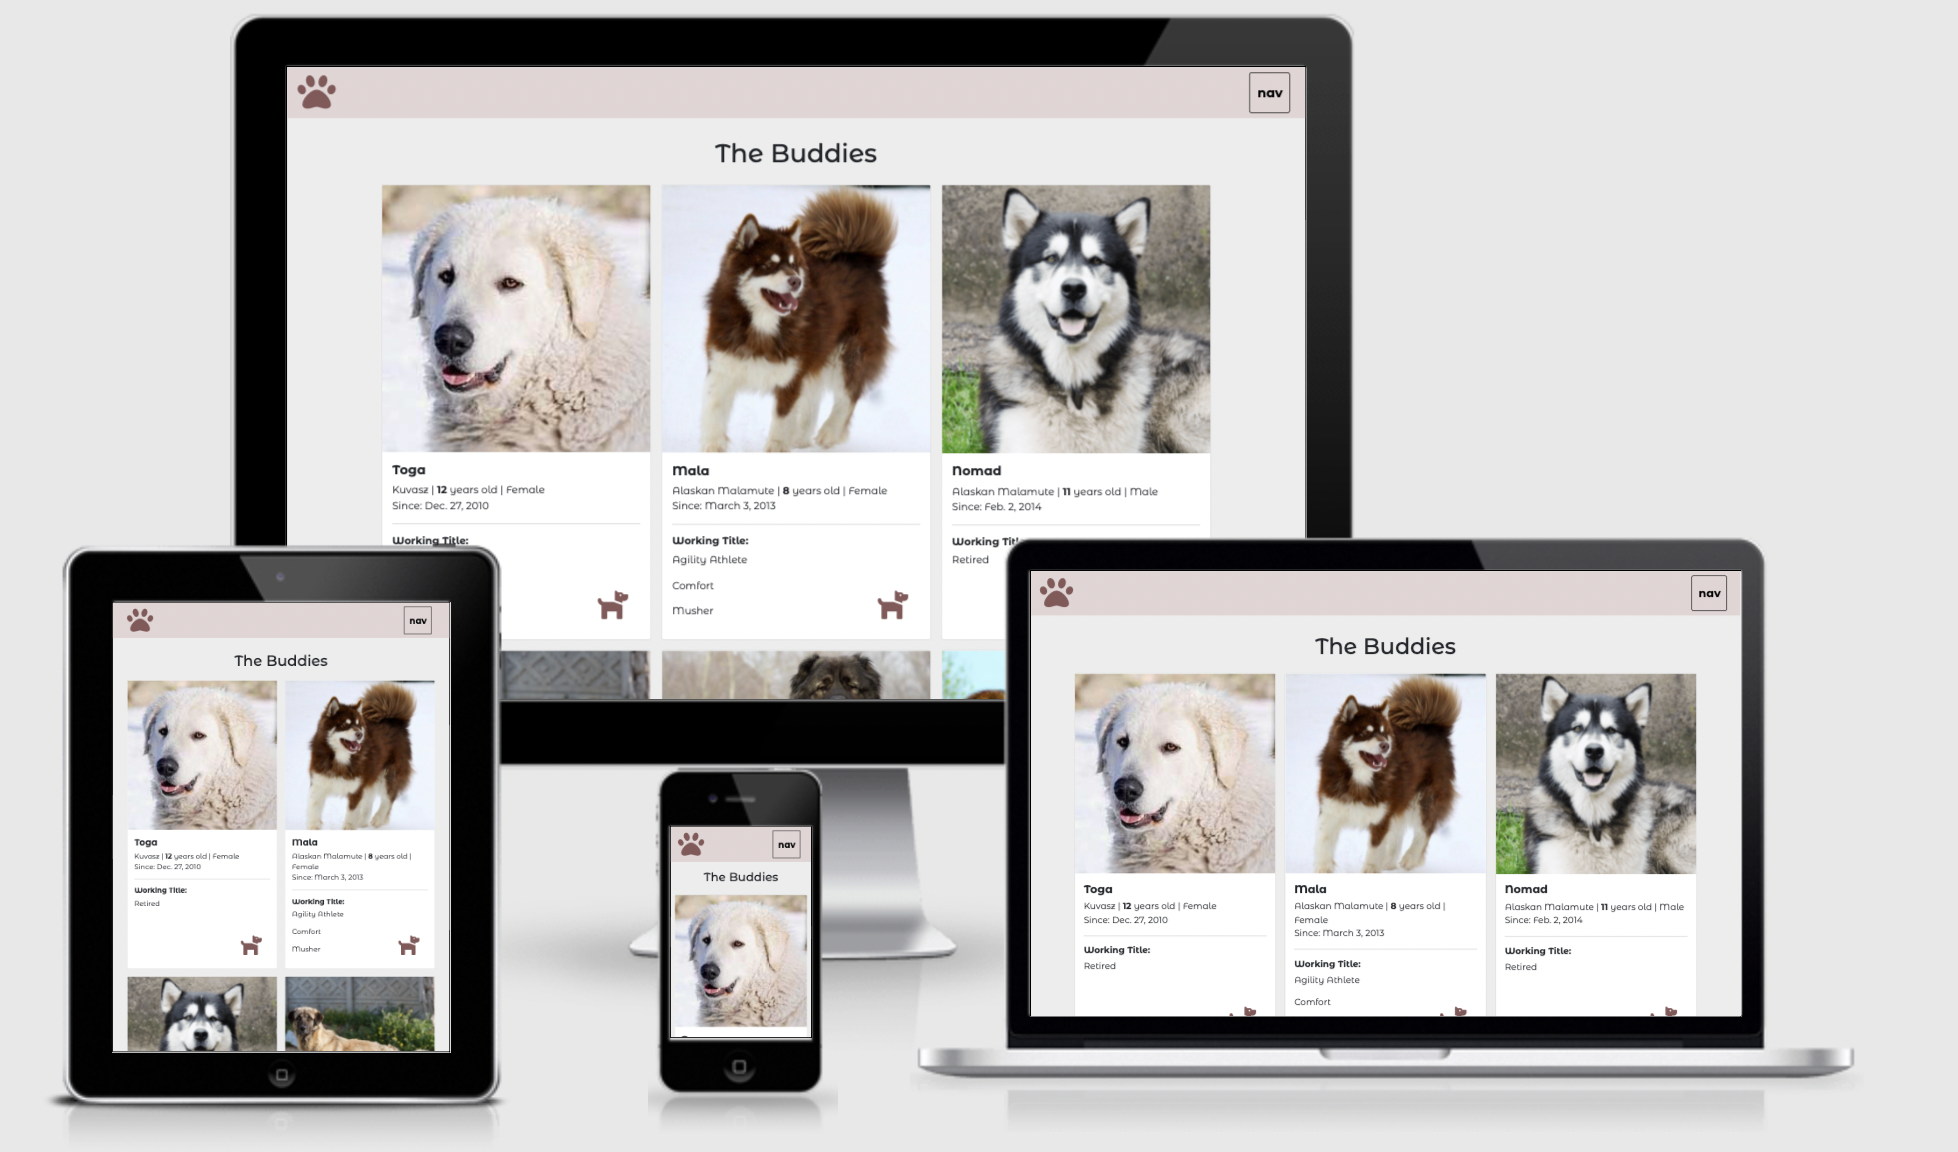 nav
The Buddies
Toga
Kuvasz | 12 years old | Female
Since: Dec. 27, 2010
Working Title:
Mala
Alaskan Malamute | 8 years old | Female
Since: March 3, 2013
Working Title:
Agility Athlete
Comfort
Musher
Nomad
Alaskan Malamute | 11 years old | Male
Since: Feb. 2, 2014
Working Title
Retired
nav
The Buddies
Toga
Kuvasz | 12 years old | Female
Since: Dec. 27, 2010
Working Title:
Retired
Mala
Alaskan Malamute | 8 years old |
Female
Since: March 3, 2013
Working Title:
Agility Athlete
Comfort
Musher
nav
The Buddies
nav
The Buddies
Toga
Kuvasz | 12 years old | Female
Since: Dec. 27, 2010
Working Title:
Retired
Mala
Alaskan Malamute | 8 years old |
Female
Since: March 3, 2013
Working Title:
Agility Athlete
Comfort
Nomad
Alaskan Malamute | 11 years old | Male
Since: Feb. 2, 2014
Working Title:
Retired